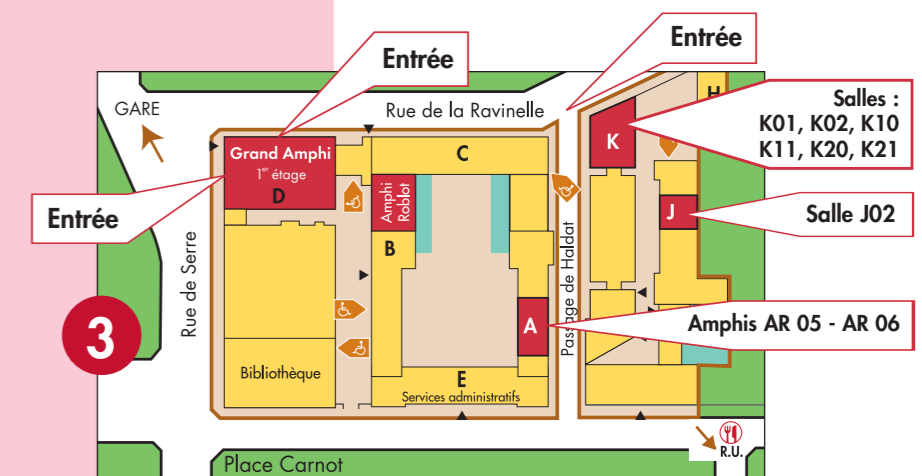 Entrée
Entrée
GARE
Rue de la Ravinelle
H
Salles :
K01, K02, K10
K11, K20, K21
K
Grand Amphi
1er étage
D
C
Entrée
Amphi
Roblot
J
Salle J02
B
Rue de Serre
Passage de Haldat
3
A
Amphis AR 05 - AR 06
Bibliothèque
E
Services administratifs
R.U.
Place Carnot